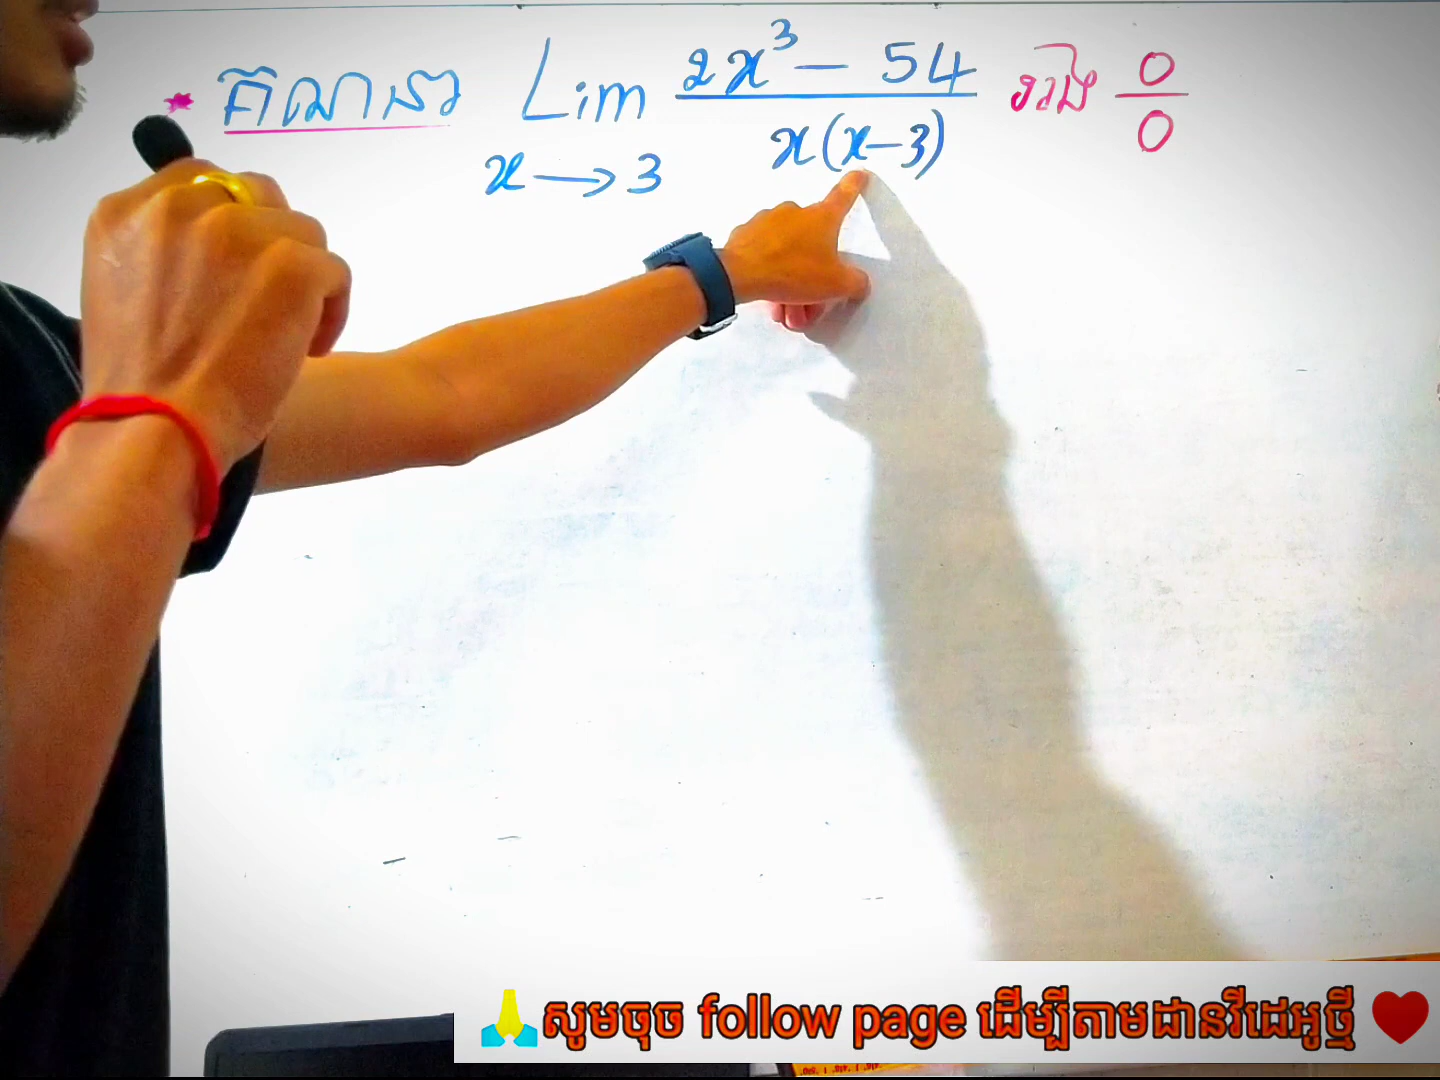 * គណនា Lim 2x³ − 54 / x(x−3) រាង 0/0
x → 3
🙏សូមចុច follow page ដើម្បីតាមដានវីដេអូថ្មី ❤️